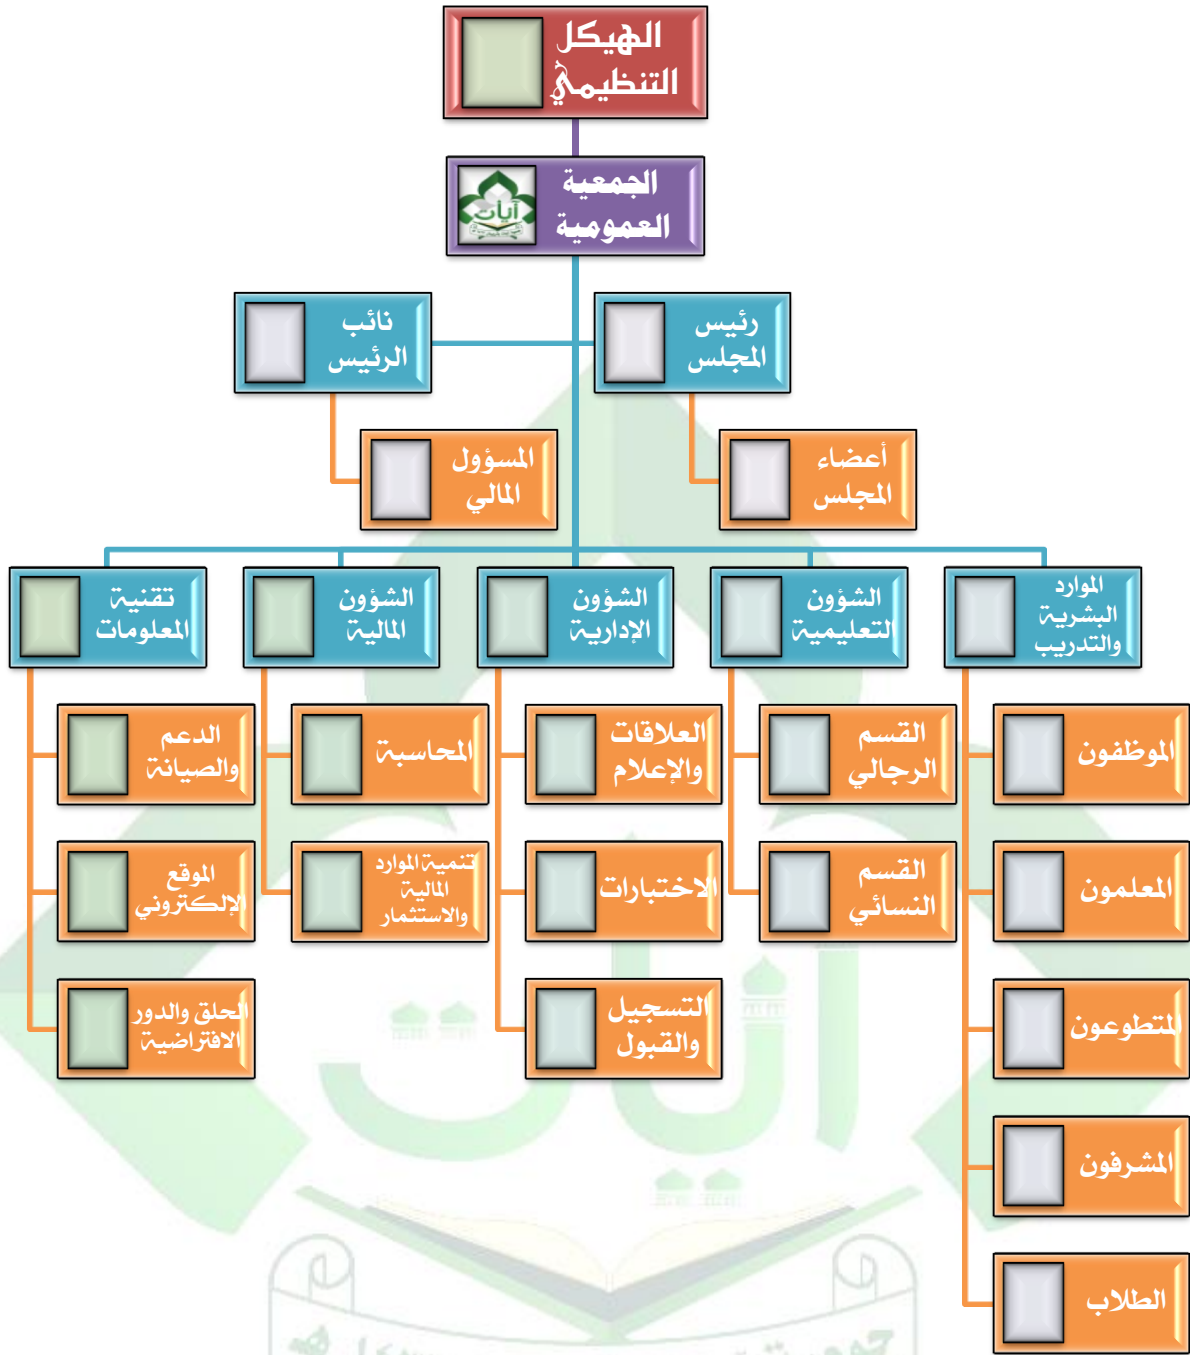 الهيكل
التنظيمي
الجمعية
العمومية
آيات
رئيس
المجلس
نائب
الرئيس
أعضاء
المجلس
المسؤول
المالي
الموارد
البشرية
والتدريب
الشؤون
التعليمية
الشؤون
الإدارية
الشؤون
المالية
تقنية
المعلومات
الموظفون
القسم
الرجالي
العلاقات
والإعلام
المحاسبة
الدعم
والصيانة
المعلمون
القسم
النسائي
الاختبارات
تنمية الموارد
المالية
والاستثمار
الموقع
الإلكتروني
المتطوعون
التسجيل
والقبول
الحلق والدور
الافتراضية
المشرفون
الطلاب
آيات